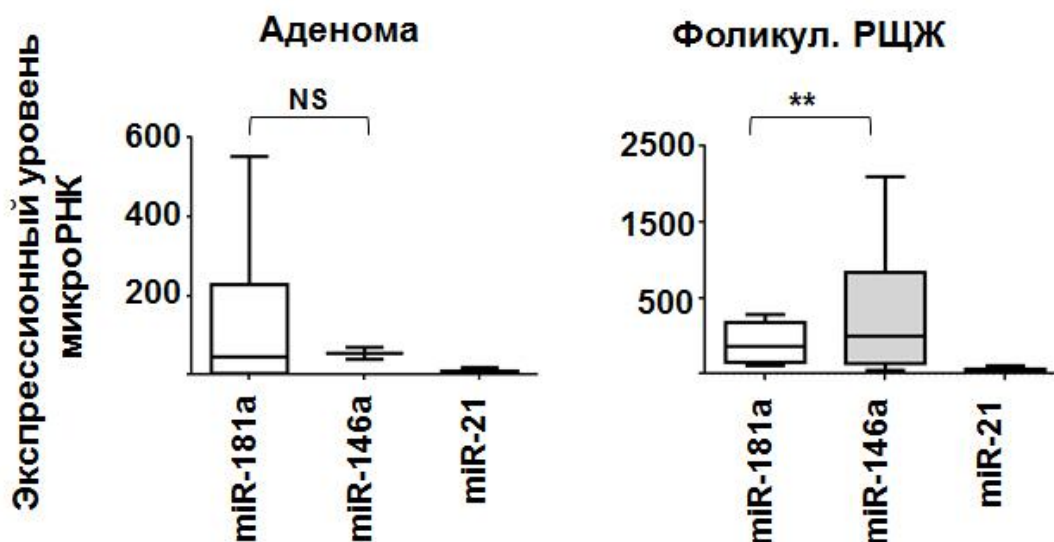 Экспрессионный уровень
микроРНК
Аденома
NS
600
400
200
miR-181a
miR-146a
miR-21
Фоликул. РЩЖ
**
2500
1500
500
miR-181a
miR-146a
miR-21